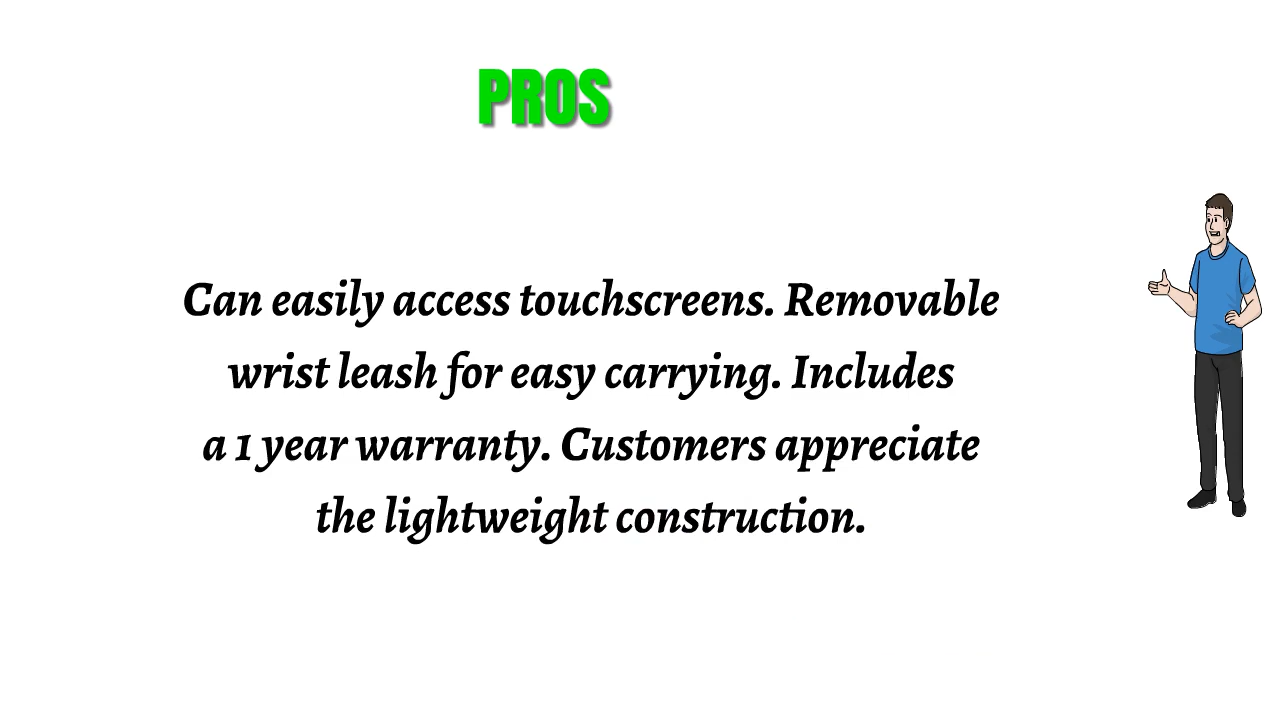 PROS
Can easily access touchscreens. Removable
wrist leash for easy carrying. Includes
a 1 year warranty. Customers appreciate
the lightweight construction.